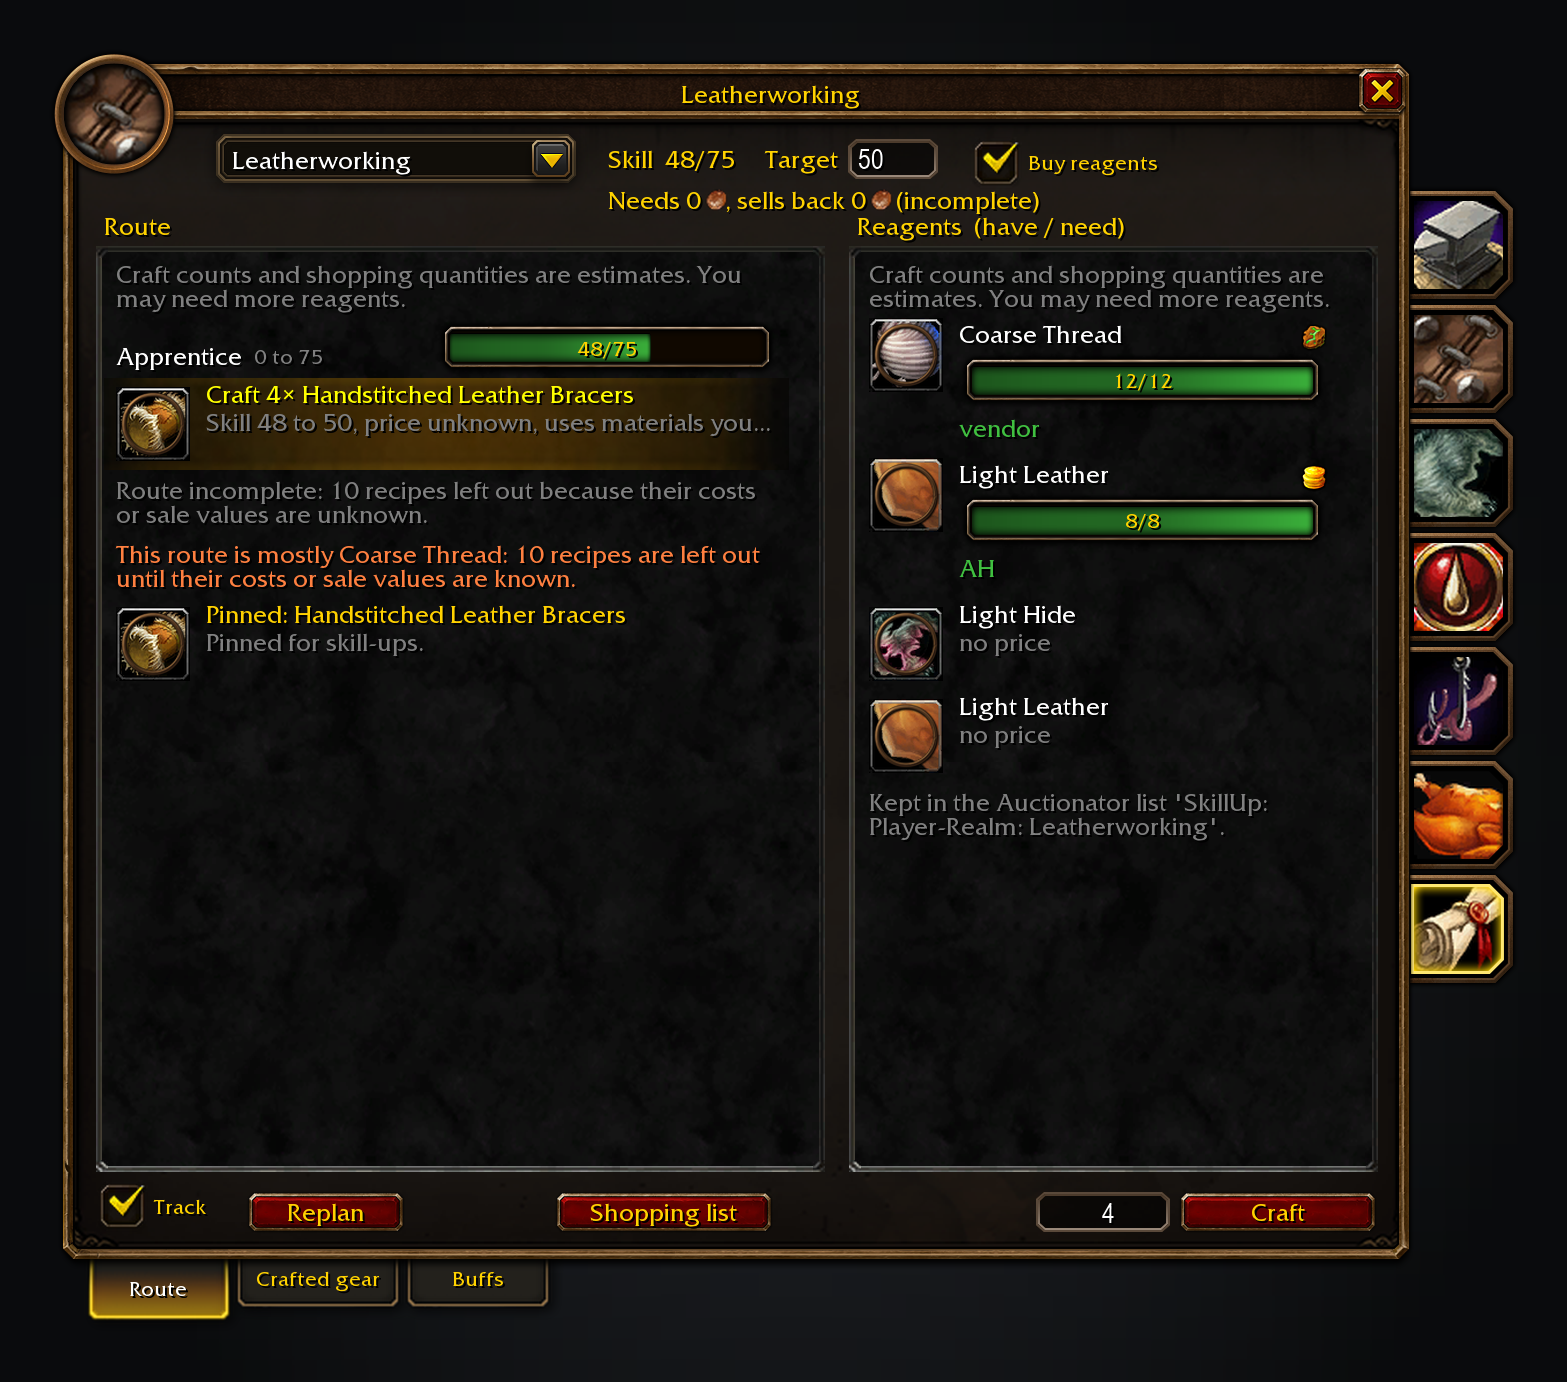 Leatherworking
Leatherworking
Skill 48/75 Target 50 Buy reagents
Needs 0, sells back 0 (incomplete)
Route
Craft counts and shopping quantities are estimates. You
may need more reagents.
Apprentice 0 to 75 48/75
Craft 4× Handstitched Leather Bracers
Skill 48 to 50, price unknown, uses materials you...
Route incomplete: 10 recipes left out because their costs
or sale values are unknown.
This route is mostly Coarse Thread: 10 recipes are left out
until their costs or sale values are known.
Pinned: Handstitched Leather Bracers
Pinned for skill-ups.
Reagents (have / need)
Craft counts and shopping quantities are
estimates. You may need more reagents.
Coarse Thread
12/12
vendor
Light Leather
8/8
AH
Light Hide
no price
Light Leather
no price
Kept in the Auctionator list 'SkillUp:
Player-Realm: Leatherworking'.
Track Replan Shopping list 4 Craft
Route Crafted gear Buffs